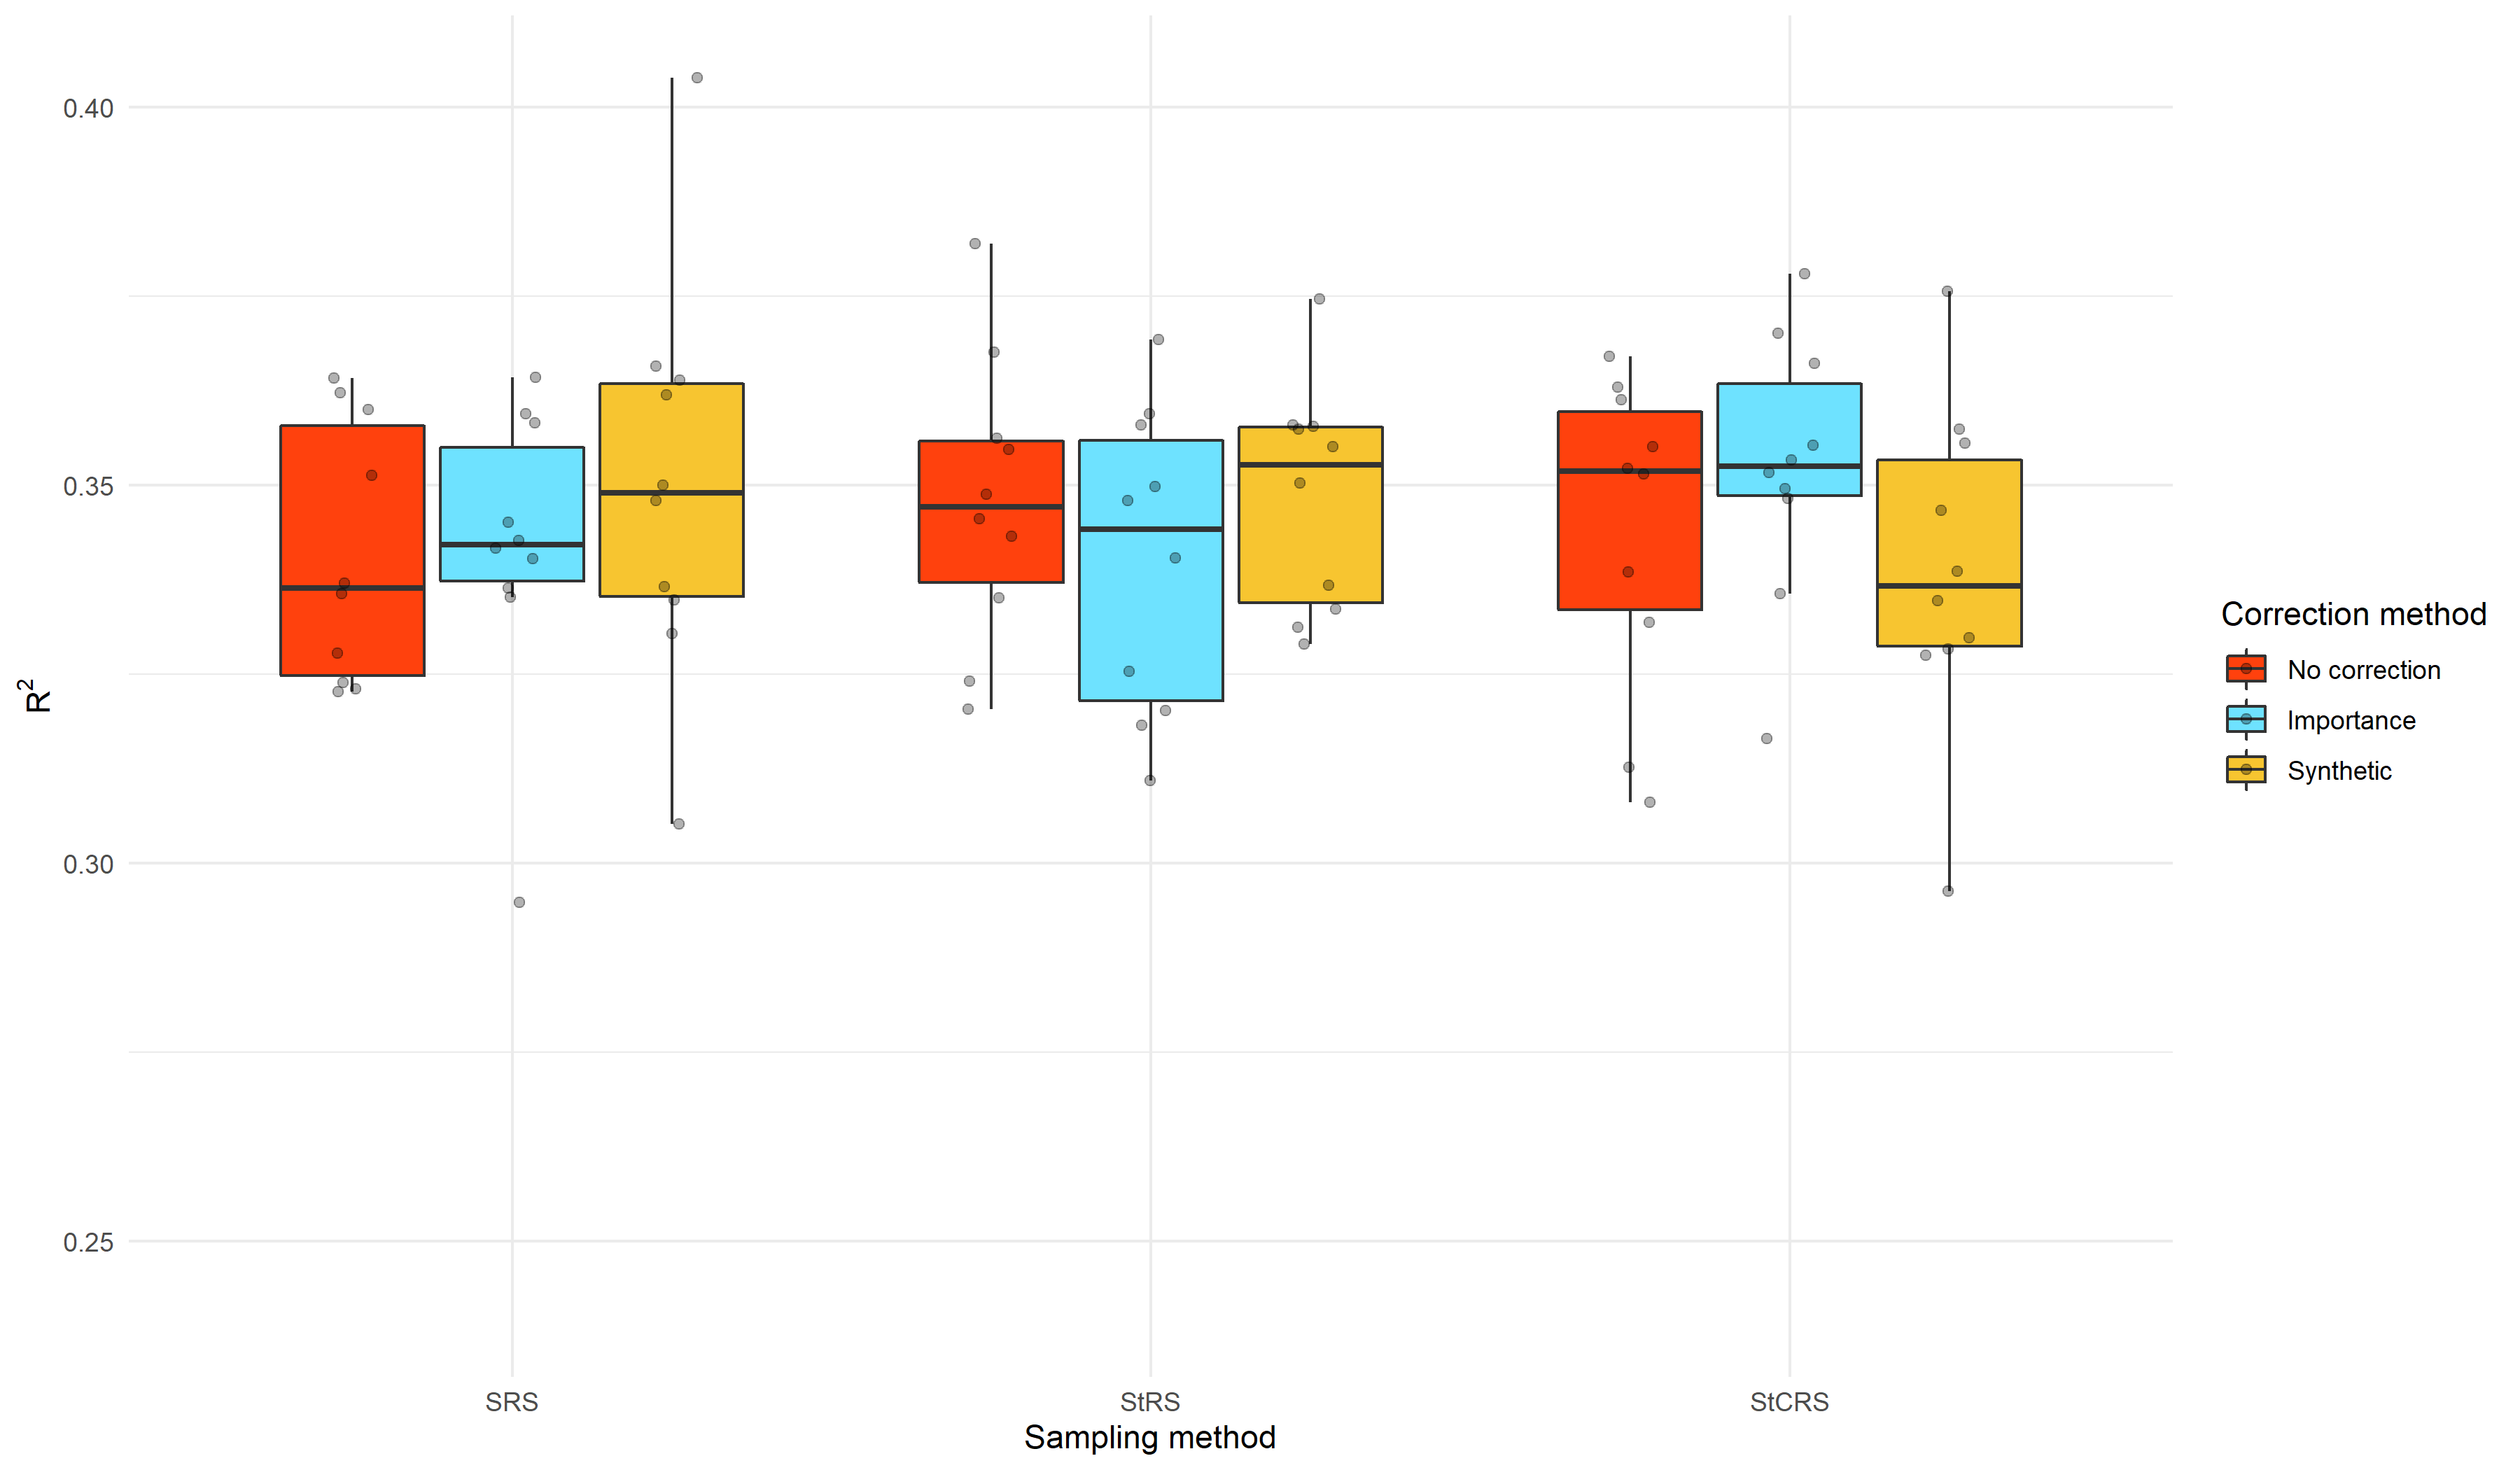 0.40
0.35
0.30
0.25
R²
SRS
StRS
StCRS
Sampling method
Correction method
No correction
Importance
Synthetic